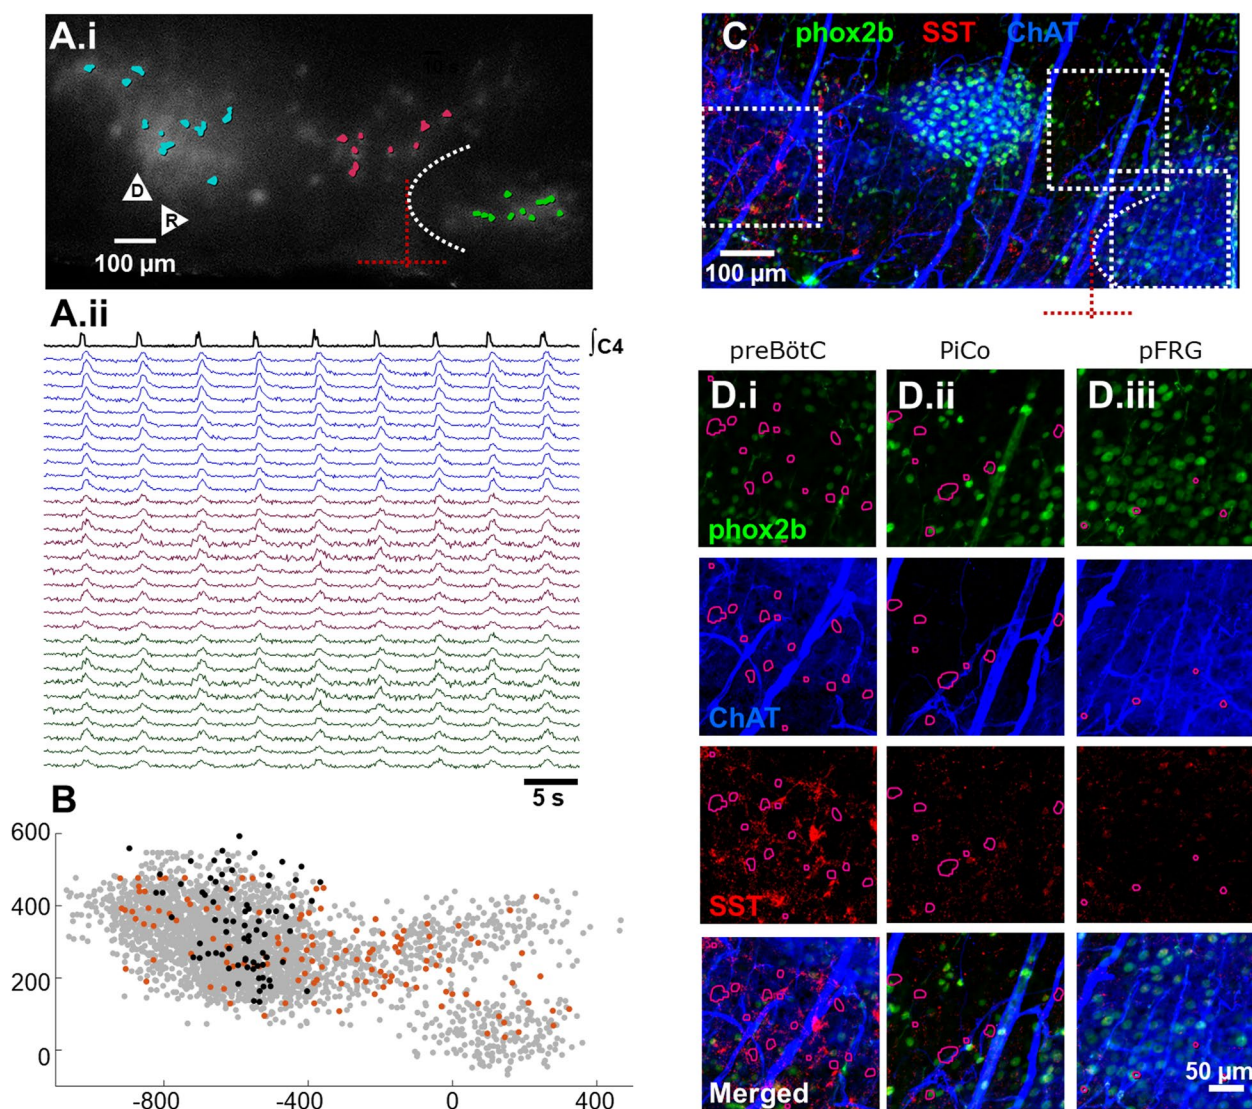 A.i
D
R
100 µm
A.ii
∫C4
5 s
B
600
400
200
0
-800
-400
0
400
C
phox2b
SST
ChAT
100 µm
preBötC
PiCo
pFRG
D.i
D.ii
D.iii
phox2b
ChAT
SST
Merged
50 µm